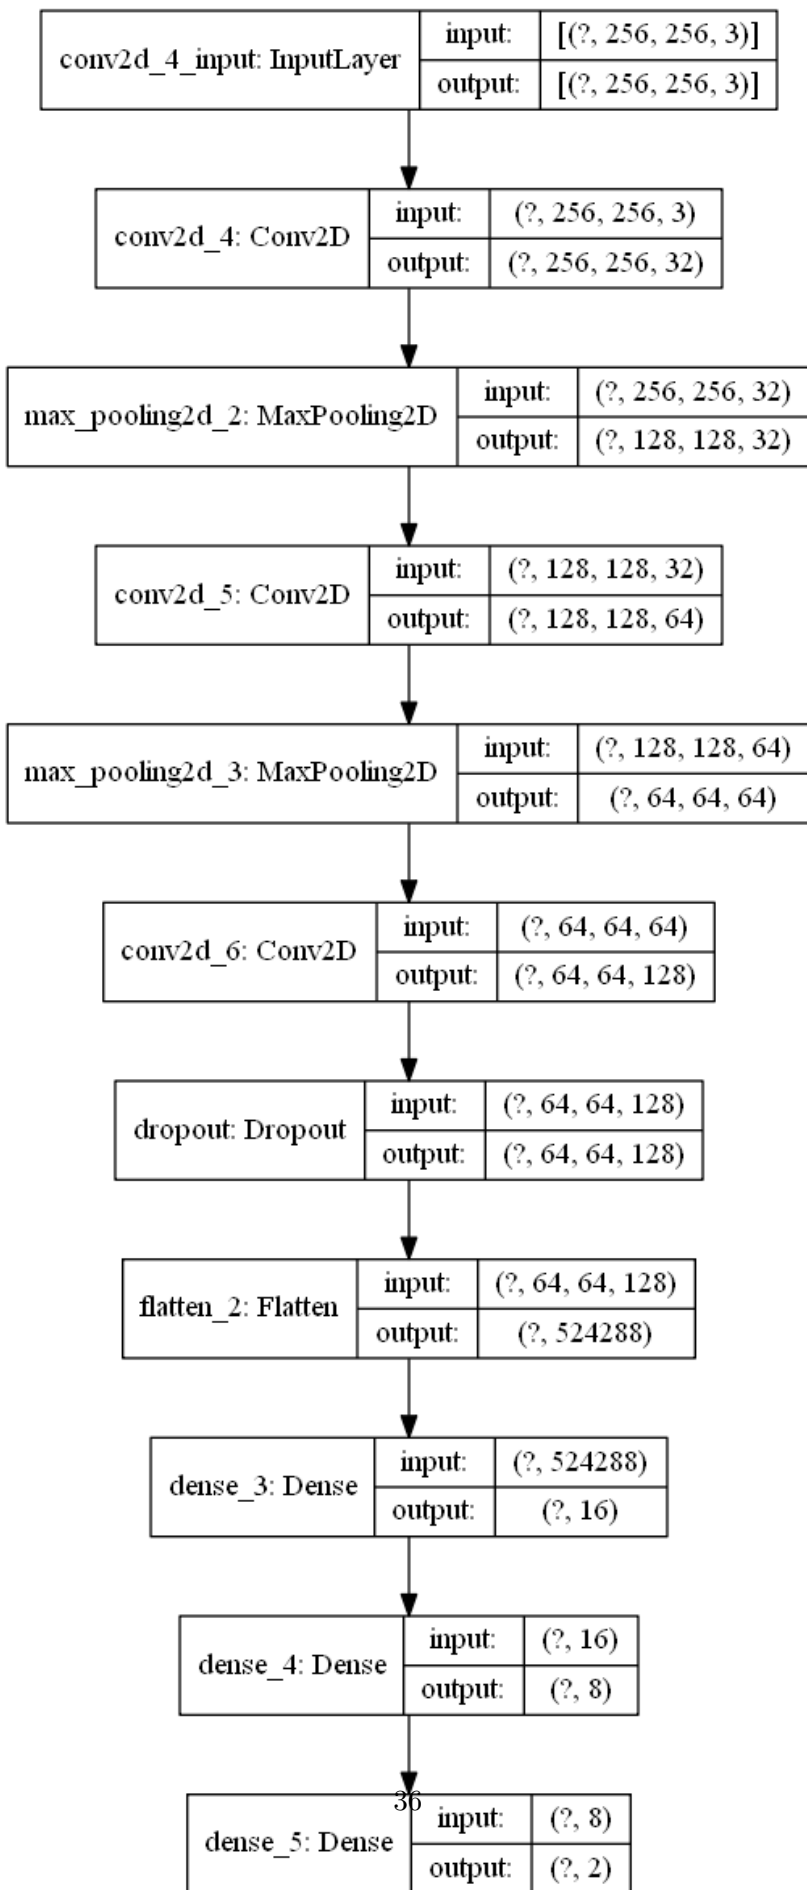 conv2d_4_input: InputLayer
input: [(?, 256, 256, 3)]
output: [(?, 256, 256, 3)]
conv2d_4: Conv2D
input: (?, 256, 256, 3)
output: (?, 256, 256, 32)
max_pooling2d_2: MaxPooling2D
input: (?, 256, 256, 32)
output: (?, 128, 128, 32)
conv2d_5: Conv2D
input: (?, 128, 128, 32)
output: (?, 128, 128, 64)
max_pooling2d_3: MaxPooling2D
input: (?, 128, 128, 64)
output: (?, 64, 64, 64)
conv2d_6: Conv2D
input: (?, 64, 64, 64)
output: (?, 64, 64, 128)
dropout: Dropout
input: (?, 64, 64, 128)
output: (?, 64, 64, 128)
flatten_2: Flatten
input: (?, 64, 64, 128)
output: (?, 524288)
dense_3: Dense
input: (?, 524288)
output: (?, 16)
dense_4: Dense
input: (?, 16)
output: (?, 8)
36
dense_5: Dense
input: (?, 8)
output: (?, 2)